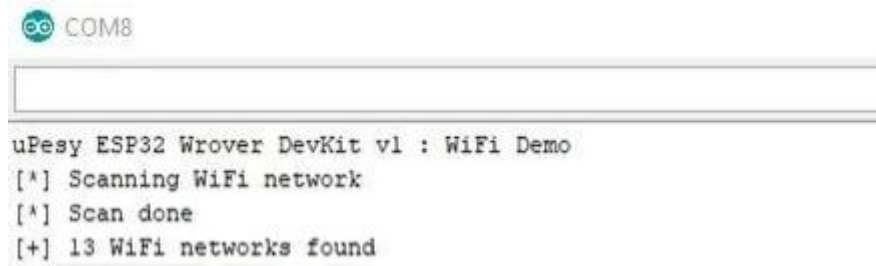 COM8
uPesy ESP32 Wrover DevKit v1 : WiFi Demo
[*] Scanning WiFi network
[*] Scan done
[+] 13 WiFi networks found